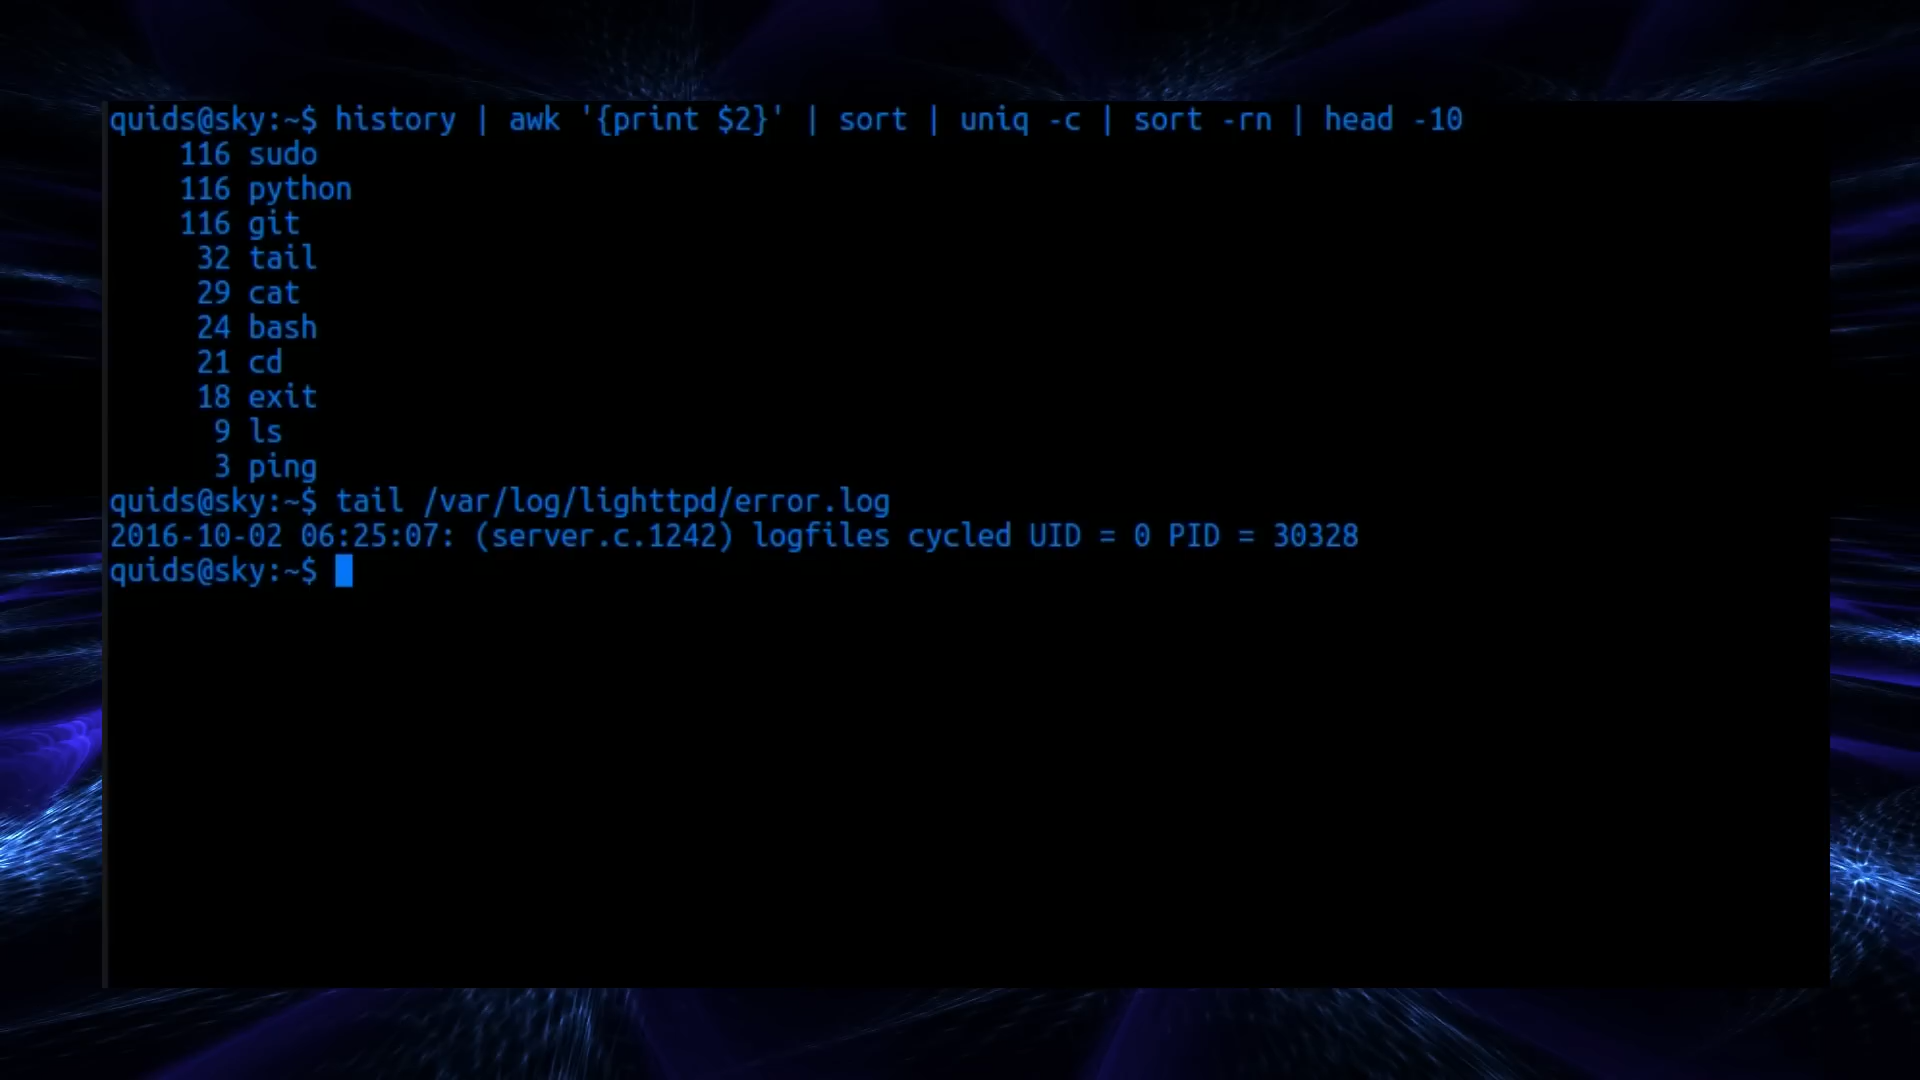 quids@sky:~$ history | awk '{print $2}' | sort | uniq -c | sort -rn | head -10
    116 sudo
    116 python
    116 git
     32 tail
     29 cat
     24 bash
     21 cd
     18 exit
      9 ls
      3 ping
quids@sky:~$ tail /var/log/lighttpd/error.log
2016-10-02 06:25:07: (server.c.1242) logfiles cycled UID = 0 PID = 30328
quids@sky:~$